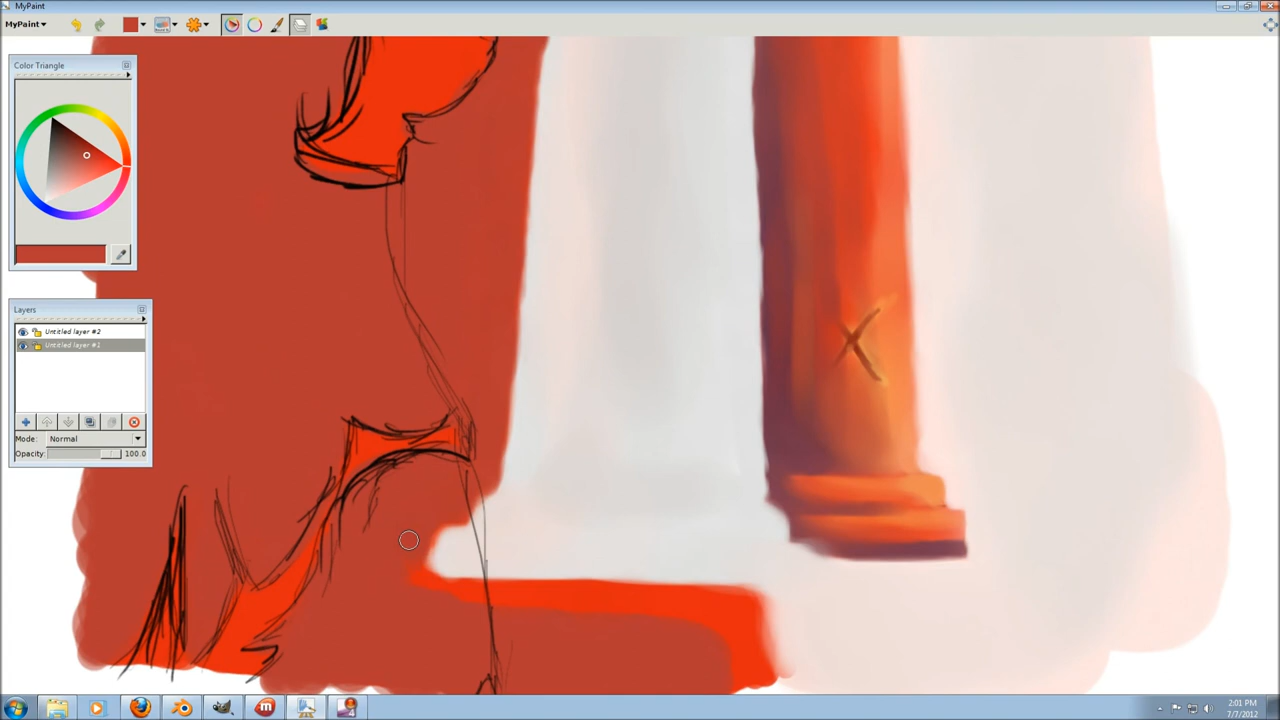 MyPaint
MyPaint
Color Triangle
Layers
Untitled layer #2
Untitled layer #1
Mode: Normal
Opacity: 100.0
2:01 PM
7/7/2012